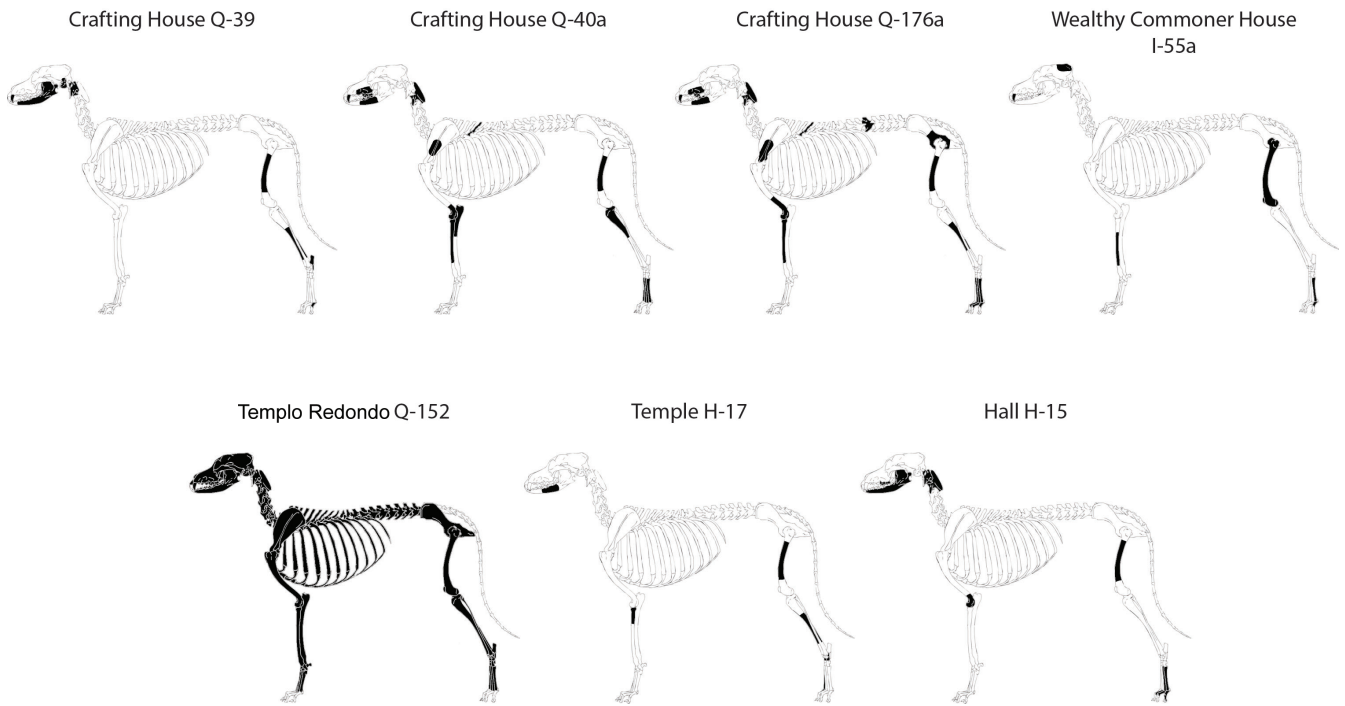 Crafting House Q-39
Crafting House Q-40a
Crafting House Q-176a
Wealthy Commoner House
I-55a
Templo Redondo Q-152
Temple H-17
Hall H-15